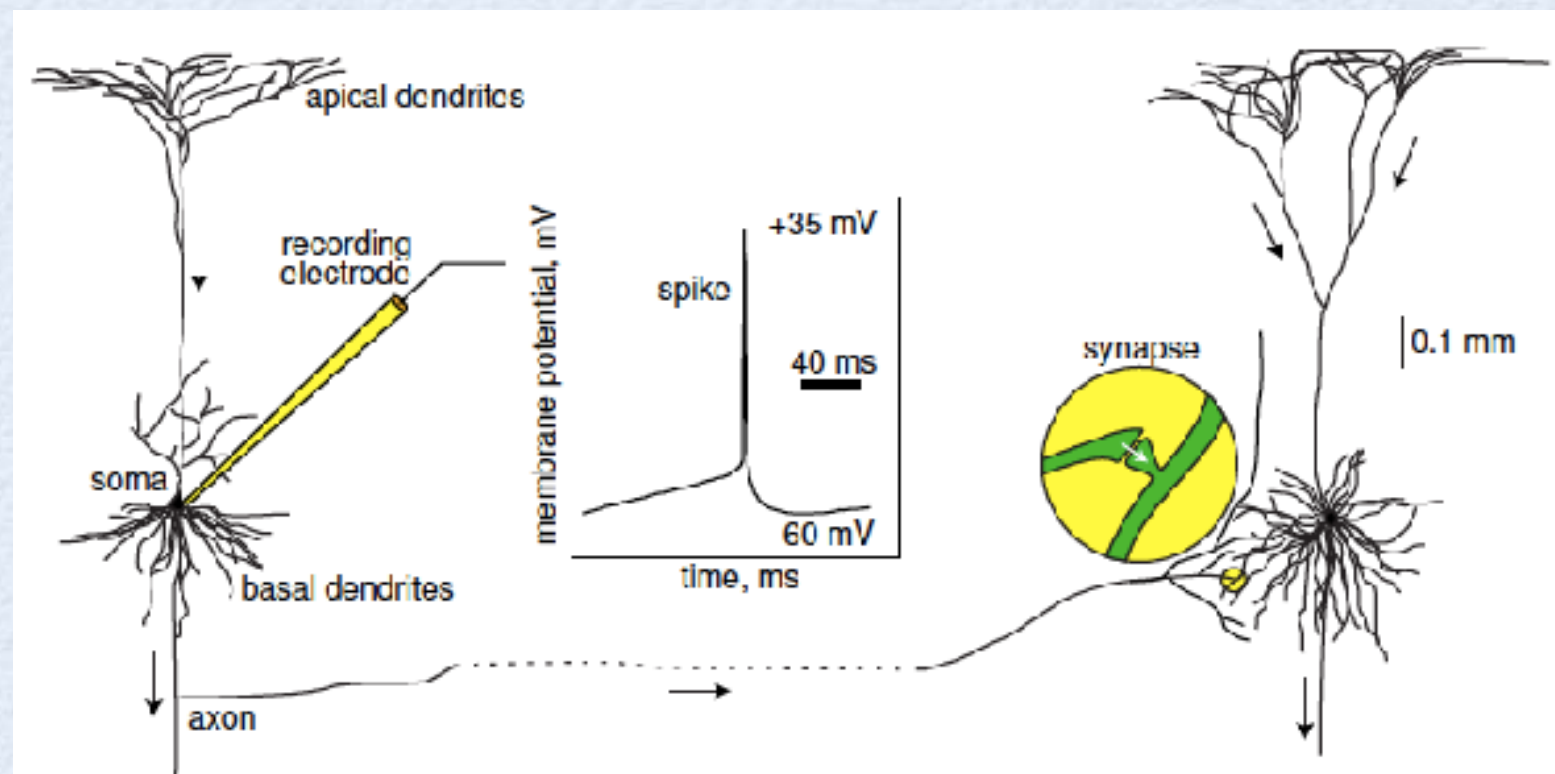 apical dendrites
recording
electrode
membrane potential, mV
+35 mV
spike
40 ms
60 mV
time, ms
synapse
0.1 mm
soma
basal dendrites
axon